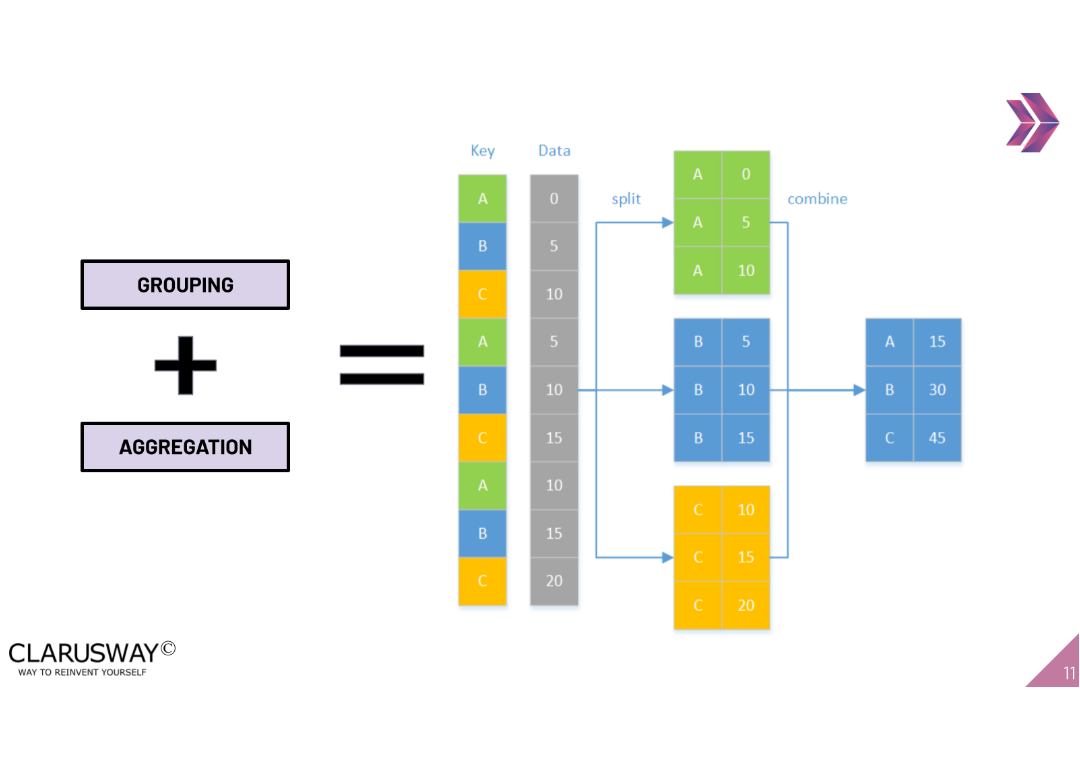 GROUPING
AGGREGATION
Key Data
A 0
B 5
C 10
A 5
B 10
C 15
A 10
B 15
C 20
split
A 0
A 5
A 10
B 5
B 10
B 15
C 10
C 15
C 20
combine
A 15
B 30
C 45
CLARUSWAY©
WAY TO REINVENT YOURSELF
11